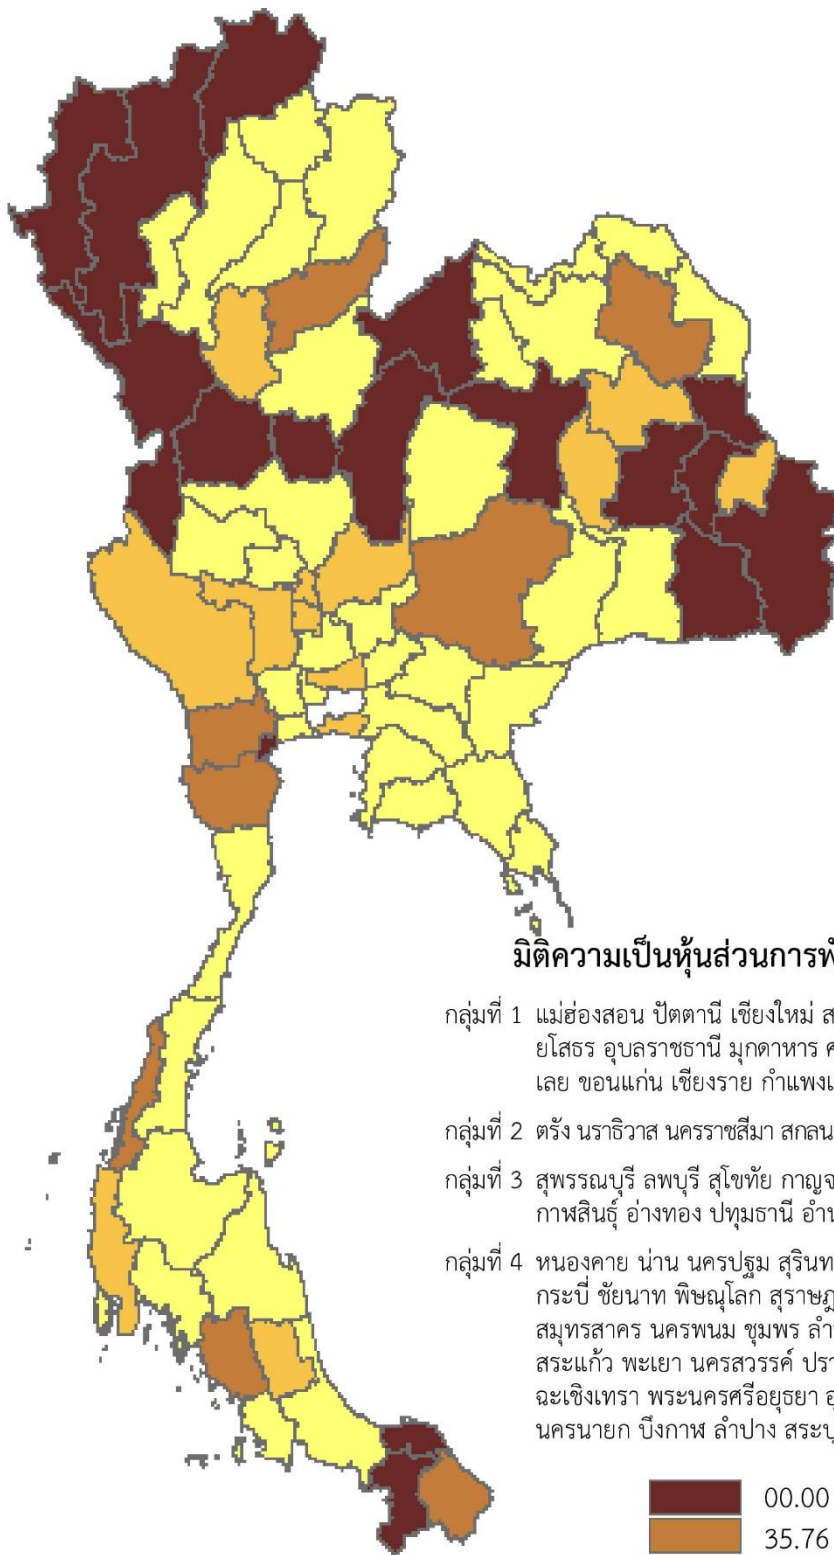 มิติความเป็นหุ้นส่วนการ
กลุ่มที่ 1 แม่ฮ่องสอน ปัตตานี เชียงใหม่
ยโสธร อุบลราชธานี มุกดาหาร
เลย ขอนแก่น เชียงราย
กลุ่มที่ 2 ตรัง นราธิวาส นครราชสีมา สกลน
กลุ่มที่ 3 สุพรรณบุรี ลพบุรี สุโขทัย กาญจ
กาฬสินธุ์ อ่างทอง ปทุมธานี อำน
กลุ่มที่ 4 หนองคาย น่าน นครปฐม สุรินท
กระบี่ ชัยนาท พิษณุโลก สุราษฎ
สมุทรสาคร นครพนม ชุมพร
สระแก้ว พะเยา นครสวรรค์ ปรา
ฉะเชิงเทรา พระนครศรีอยุธยา
นครนายก บึงกาฬ ลำปาง สระบุ
00.00
35.76